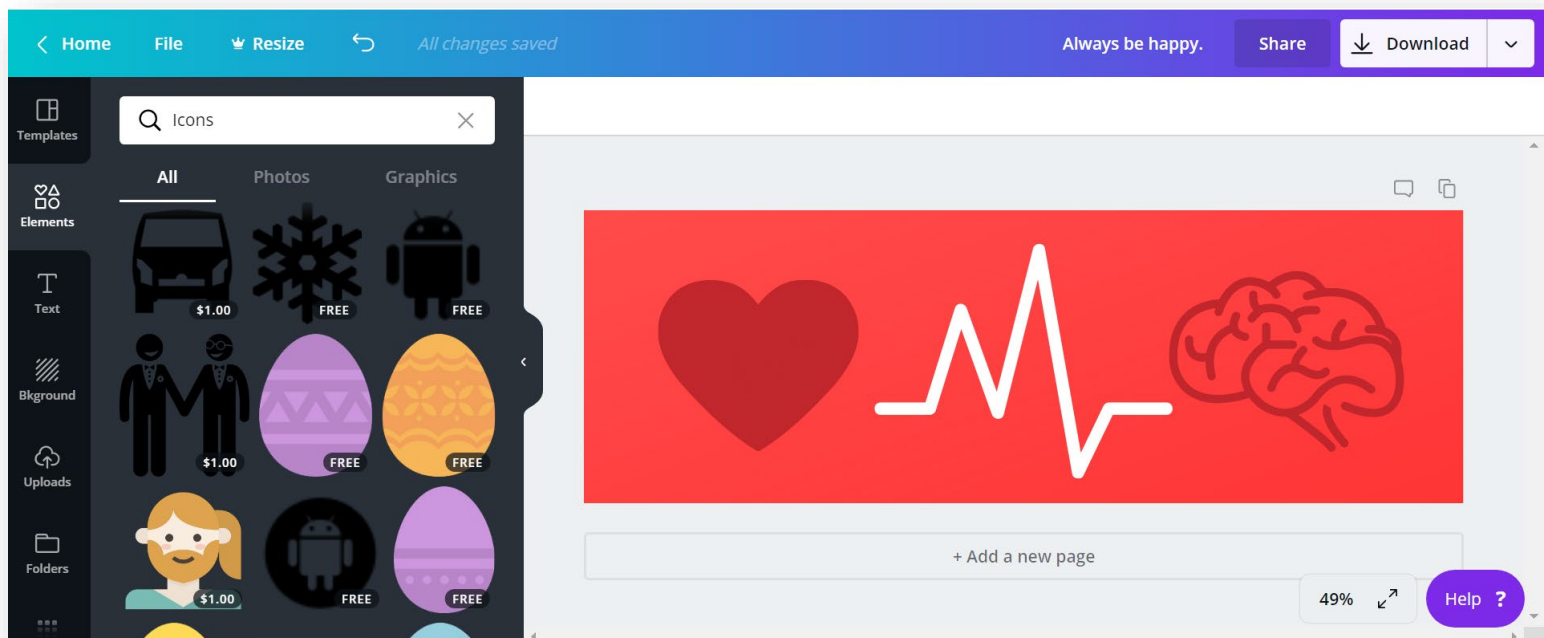 Home File Resize All changes saved Always be happy. Share Download
Templates
Elements
Text
Bkground
Uploads
Folders
Icons
All Photos Graphics
$1.00 FREE FREE
$1.00 FREE FREE
$1.00 FREE FREE
+ Add a new page
49% Help ?